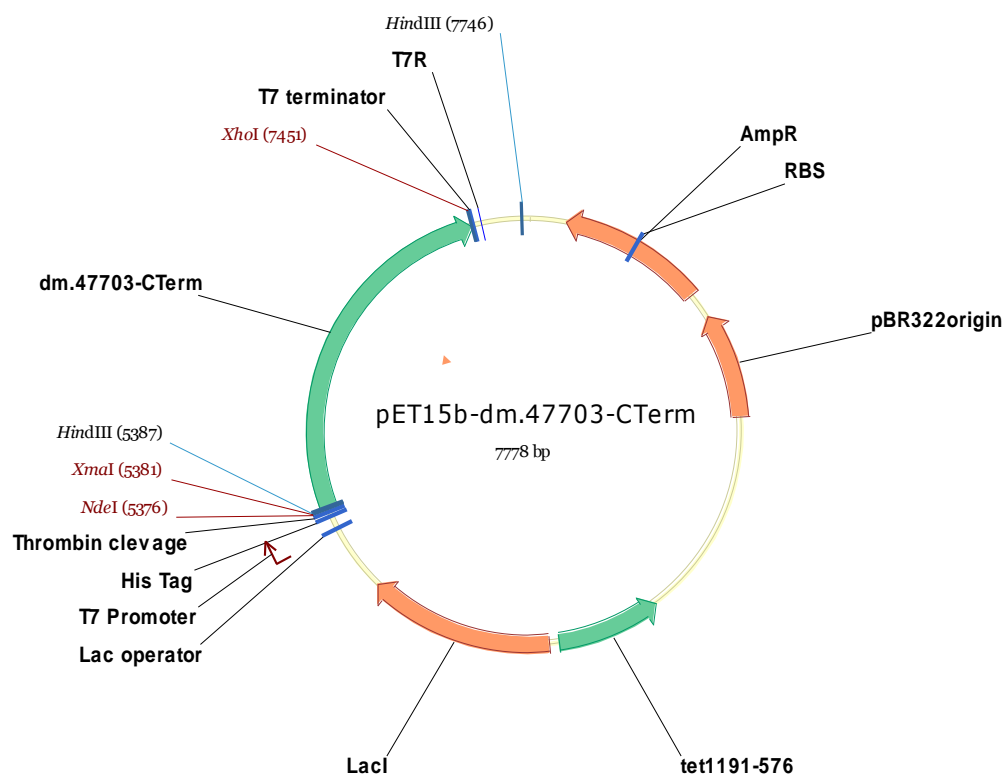 HindIII (7746)
T7R
T7 terminator
XhoI (7451)
AmpR
RBS
dm.47703-CTerm
pBR322origin
pET15b-dm.47703-CTerm
7778 bp
HindIII (5387)
XmaI (5381)
NdeI (5376)
Thrombin clevage
His Tag
T7 Promoter
Lac operator
LacI
tet1191-576